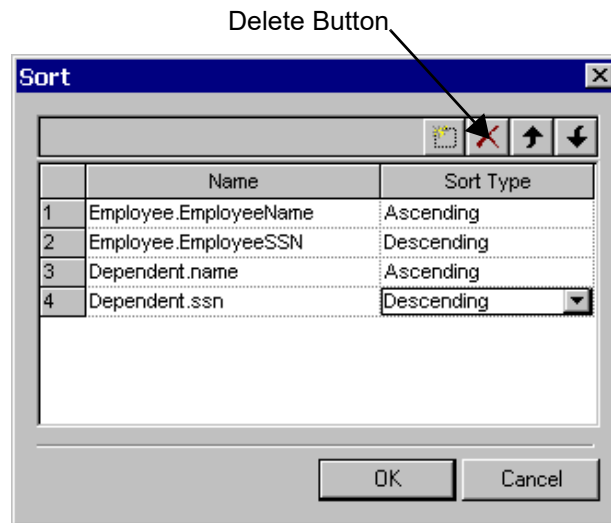 Delete Button
Sort
Name Sort Type
1 Employee.EmployeeName Ascending
2 Employee.EmployeeSSN Descending
3 Dependent.name Ascending
4 Dependent.ssn Descending
OK Cancel